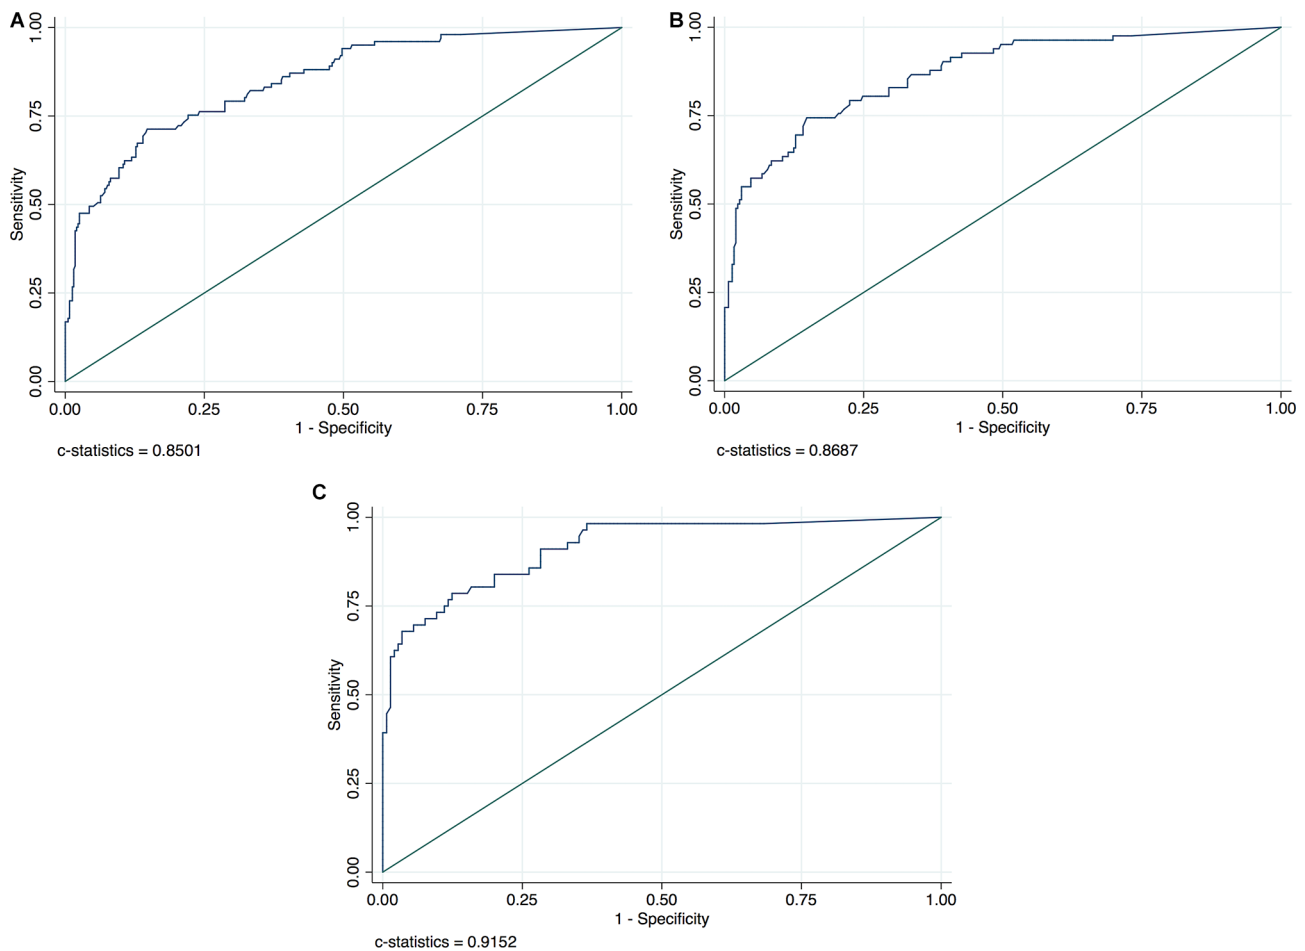 A
1.00
0.75
0.50
0.25
0.00
Sensitivity
0.00 0.25 0.50 0.75 1.00
1 - Specificity
c-statistics = 0.8501
B
1.00
0.75
0.50
0.25
0.00
Sensitivity
0.00 0.25 0.50 0.75 1.00
1 - Specificity
c-statistics = 0.8687
C
1.00
0.75
0.50
0.25
0.00
Sensitivity
0.00 0.25 0.50 0.75 1.00
1 - Specificity
c-statistics = 0.9152